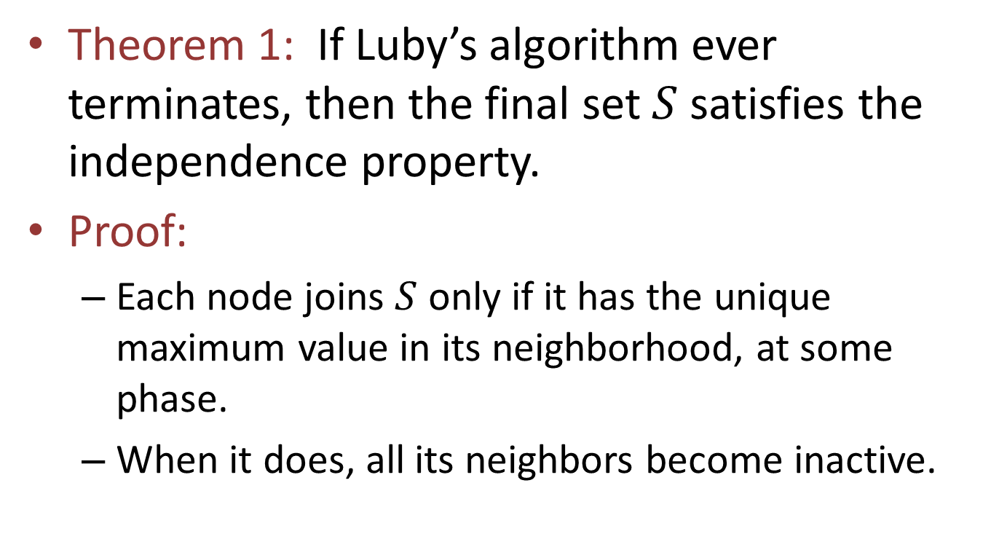 • Theorem 1: If Luby’s algorithm ever
terminates, then the final set 𝑆 satisfies the
independence property.
• Proof:
– Each node joins 𝑆 only if it has the unique
maximum value in its neighborhood, at some
phase.
– When it does, all its neighbors become inactive.